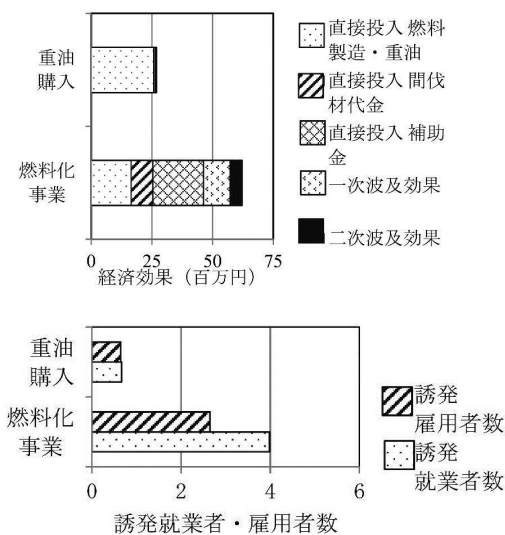 重油
購入
燃料化
事業
0 25 50 75
経済効果（百万円）
直接投入 燃料
製造・重油
直接投入 間伐
材代金
直接投入 補助
金
一次波及効果
二次波及効果
重油
購入
燃料化
事業
0 2 4 6
誘発就業者・雇用者数
誘発
雇用者数
誘発
就業者数